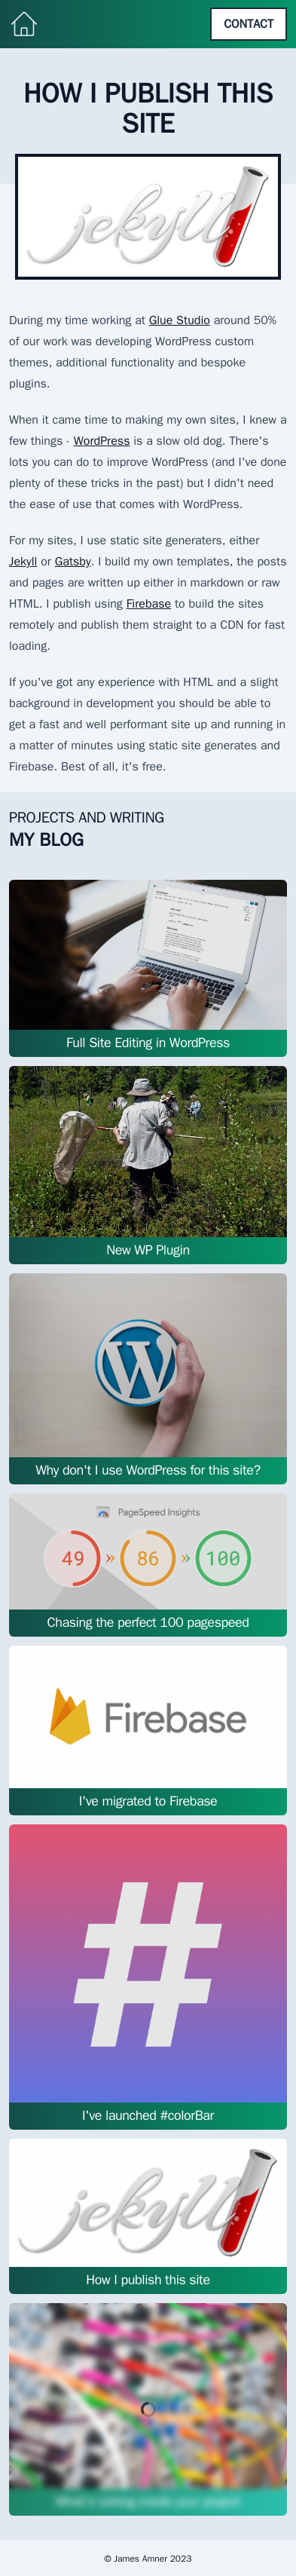 CONTACT
HOW I PUBLISH THIS
SITE
jekyll
During my time working at Glue Studio around 50%
of our work was developing WordPress custom
themes, additional functionality and bespoke
plugins.
When it came time to making my own sites, I knew a
few things - WordPress is a slow old dog. There's
lots you can do to improve WordPress (and I've done
plenty of these tricks in the past) but I didn't need
the ease of use that comes with WordPress.
For my sites, I use static site generaters, either
Jekyll or Gatsby. I build my own templates, the posts
and pages are written up either in markdown or raw
HTML. I publish using Firebase to build the sites
remotely and publish them straight to a CDN for fast
loading.
If you've got any experience with HTML and a slight
background in development you should be able to
get a fast and well performant site up and running in
a matter of minutes using static site generates and
Firebase. Best of all, it's free.
PROJECTS AND WRITING
MY BLOG
Full Site Editing in WordPress
New WP Plugin
W
Why don't I use WordPress for this site?
PageSpeed Insights
49 » 86 » 100
Chasing the perfect 100 pagespeed
Firebase
I've migrated to Firebase
#
I've launched #colorBar
jekyll
How I publish this site
© James Amner 2023